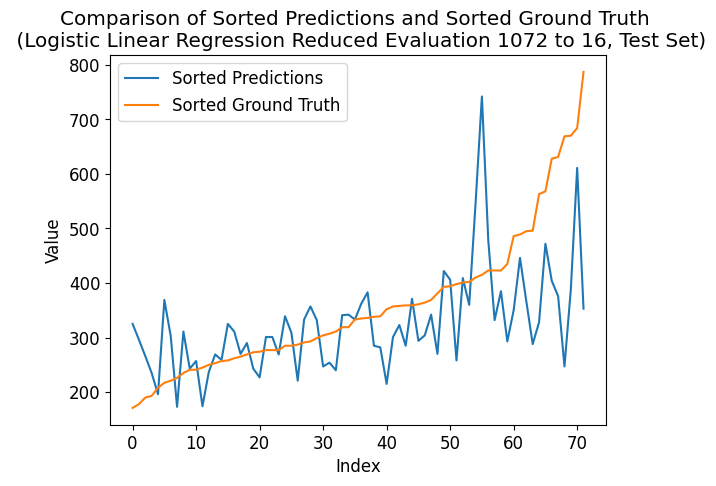 Comparison of Sorted Predictions and Sorted Ground Truth
(Logistic Linear Regression Reduced Evaluation 1072 to 16, Test Set)
Sorted Predictions
Sorted Ground Truth
800
700
600
500
400
300
200
Value
0 10 20 30 40 50 60 70
Index